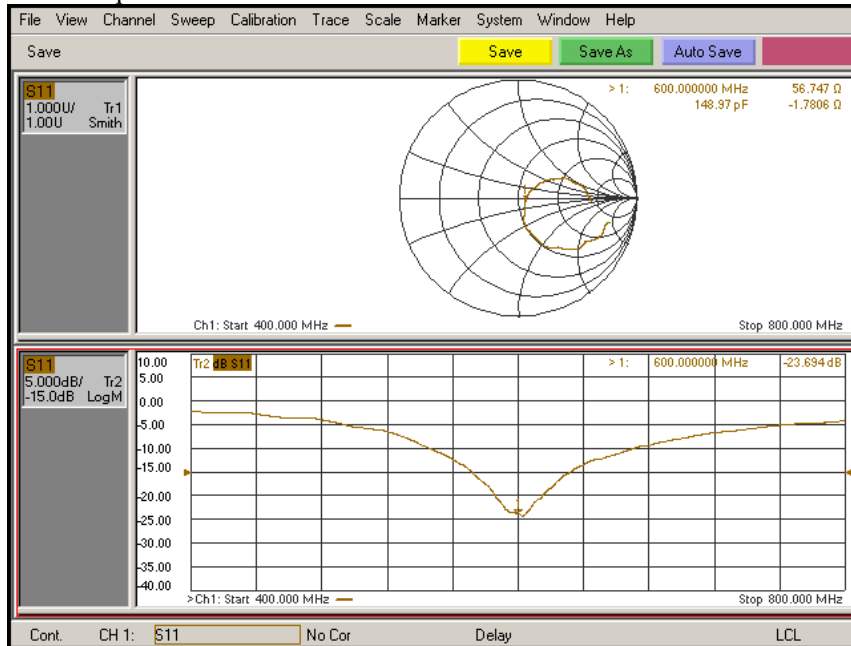 File View Channel Sweep Calibration Trace Scale Marker System Window Help
Save Save Save As Auto Save
S11
1.000U/ Tr1
1.00U Smith
> 1: 600.000000 MHz 56.747 Ω
148.97 pF -1.7806 Ω
Ch1: Start 400.000 MHz Stop 800.000 MHz
S11
5.000dB/ Tr2
-15.0dB LogM
Tr2 dB S11 > 1: 600.000000 MHz -23.694 dB
10.00
5.00
0.00
-5.00
-10.00
-15.00
-20.00
-25.00
-30.00
-35.00
-40.00
1
>Ch1: Start 400.000 MHz Stop 800.000 MHz
Cont. CH 1: S11 No Cor Delay LCL